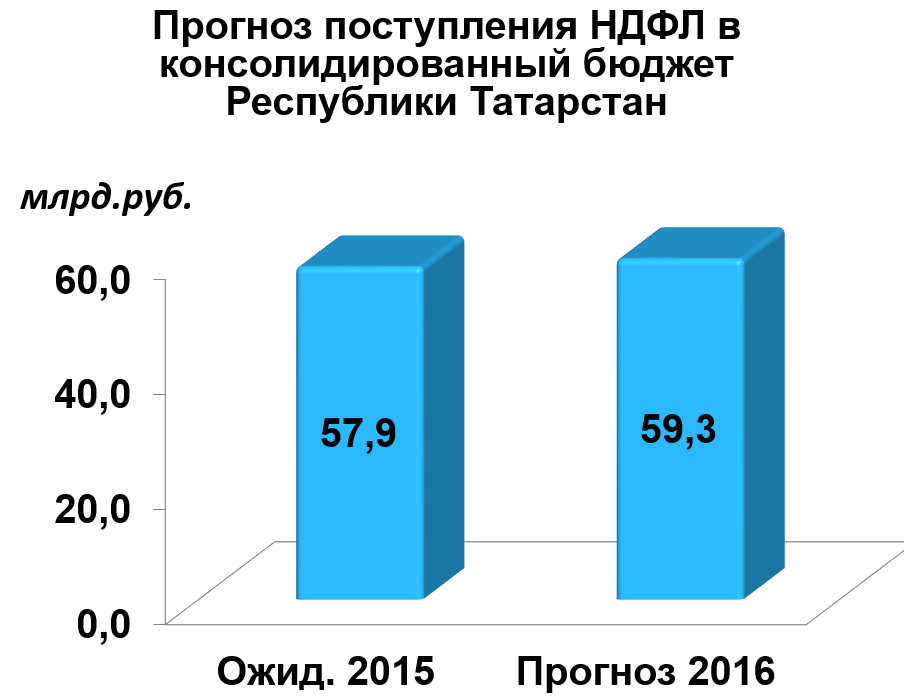 Прогноз поступления НДФЛ в
консолидированный бюджет
Республики Татарстан
млрд.руб.
60,0
40,0
20,0
0,0
57,9
59,3
Ожид. 2015
Прогноз 2016